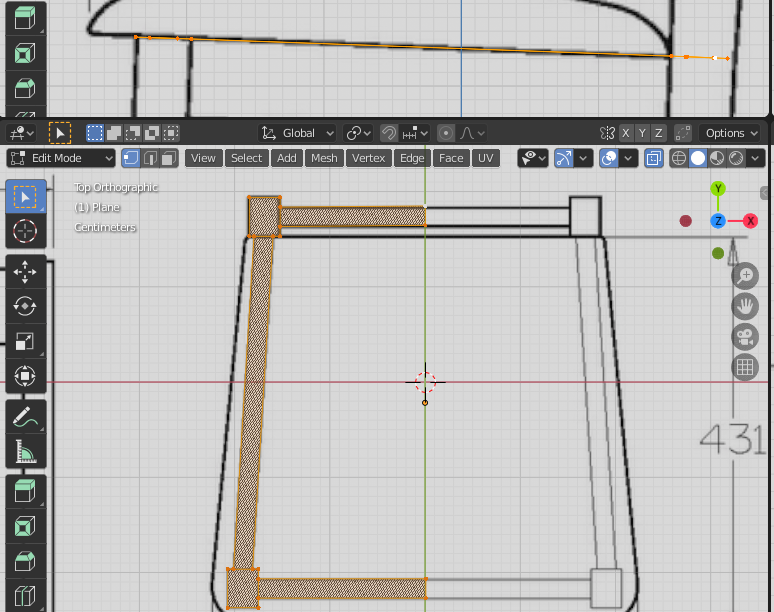 Global
X Y Z
Options
Edit Mode
View Select Add Mesh Vertex Edge Face UV
Top Orthographic
(1) Plane
Centimeters
Y
Z
X
431